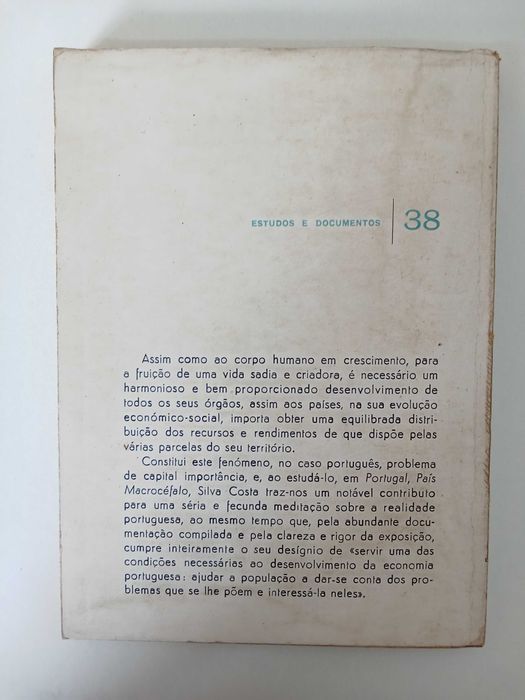 ESTUDOS E DOCUMENTOS | 38
Assim como ao corpo humano em crescimento, para
a fruição de uma vida sadia e criadora, é necessário um
harmonioso e bem proporcionado desenvolvimento de
todos os seus órgãos, assim aos países, na sua evolução
económico-social, importa obter uma equilibrada distri-
buição dos recursos e rendimentos de que dispõe pelas
várias parcelas do seu território.
Constitui este fenómeno, no caso português, problema
de capital importância, e, ao estudá-lo, em Portugal, País
Macrocéfalo, Silva Costa traz-nos um notável contributo
para uma séria e fecunda meditação sobre a realidade
portuguesa, ao mesmo tempo que, pela abundante docu-
mentação compilada e pela clareza e rigor da exposição,
cumpre inteiramente o seu desígnio de «servir uma das
condições necessárias ao desenvolvimento da economia
portuguesa: ajudar a população a dar-se conta dos pro-
blemas que se lhe põem e interessá-la neles».